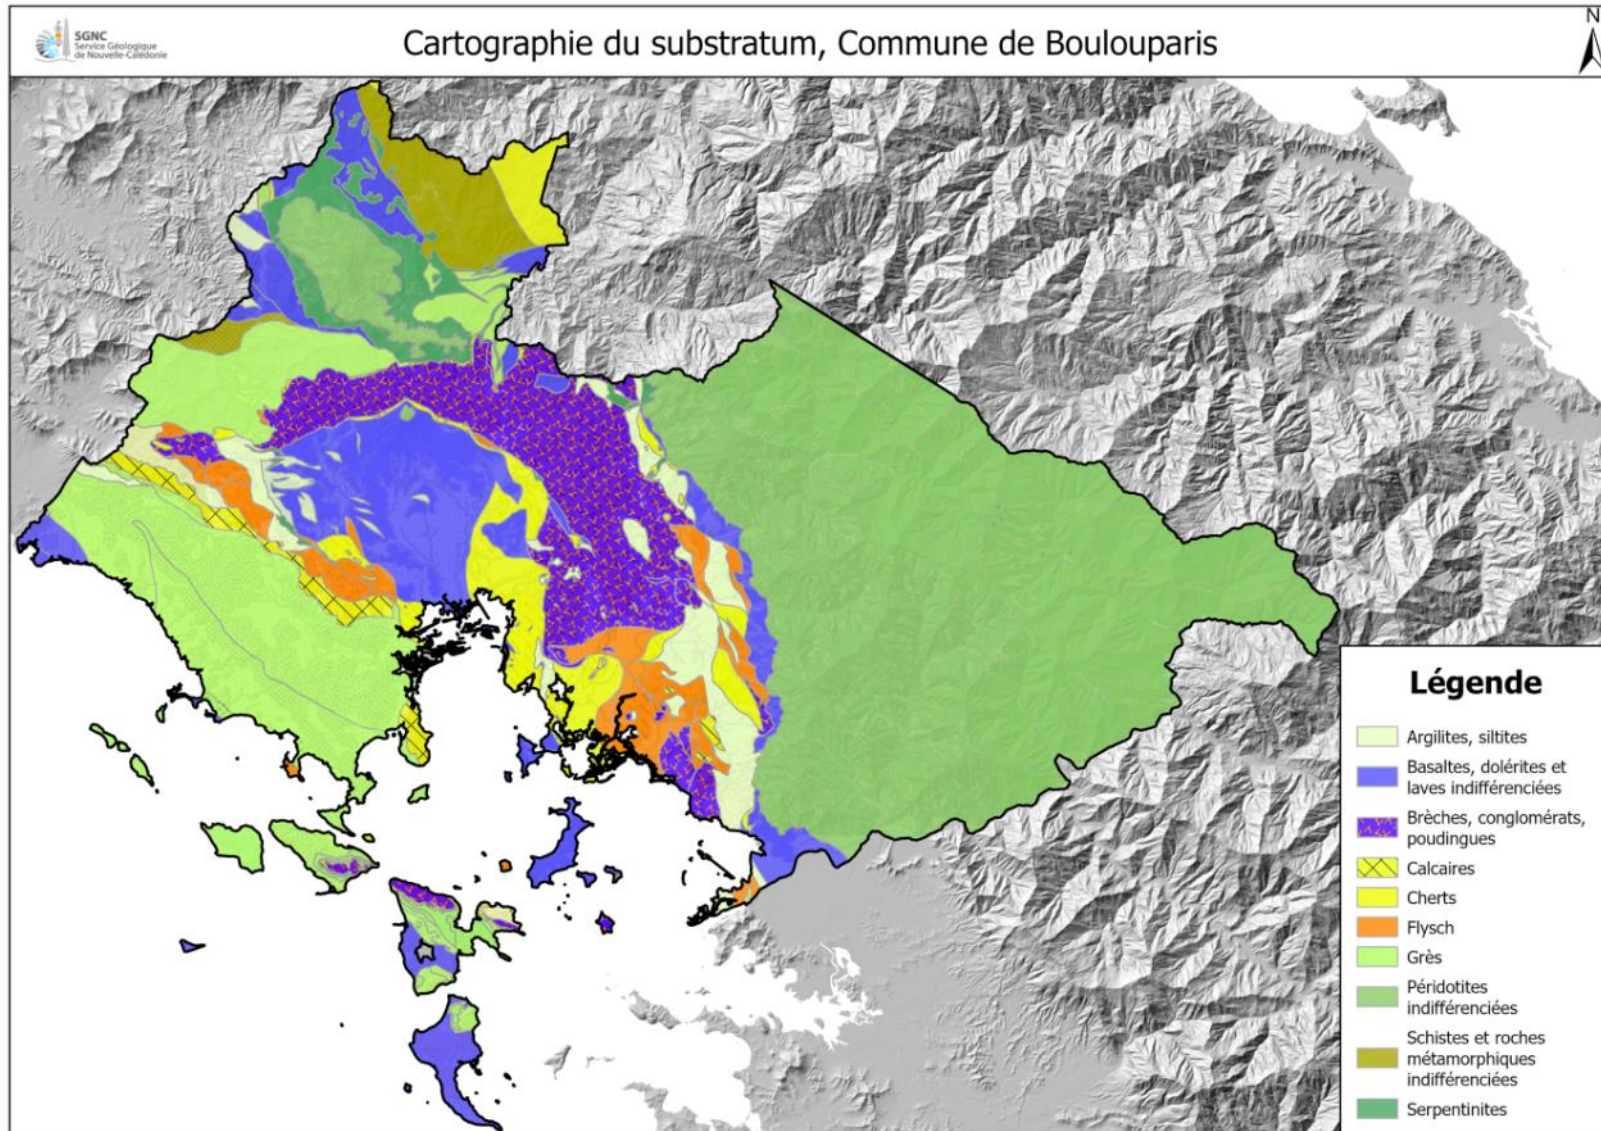 SGNC
Service Géologique
de Nouvelle-Calédonie
Cartographie du substratum, Commune de Boulouparis
N
Légende
Argilites, siltites
Basaltes, dolérites et
laves indifférenciées
Brèches, conglomérats,
poudingues
Calcaires
Cherts
Flysch
Grès
Péridotites
indifférenciées
Schistes et roches
métamorphiques
indifférenciées
Serpentinites